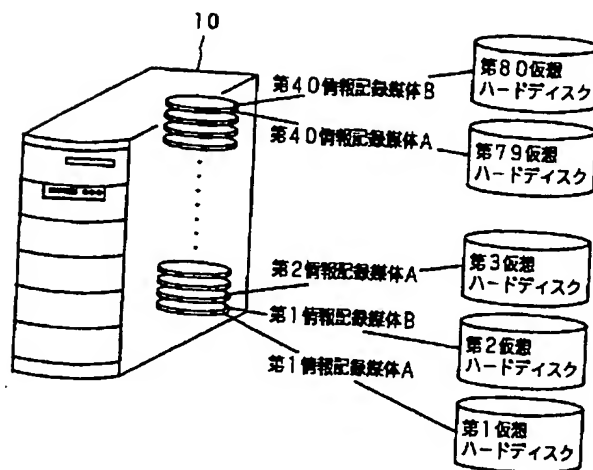 10
第40情報記録媒体B
第80仮想
ハードディスク
第40情報記録媒体A
第79仮想
ハードディスク
第2情報記録媒体A
第3仮想
ハードディスク
第1情報記録媒体B
第2仮想
ハードディスク
第1情報記録媒体A
第1仮想
ハードディスク